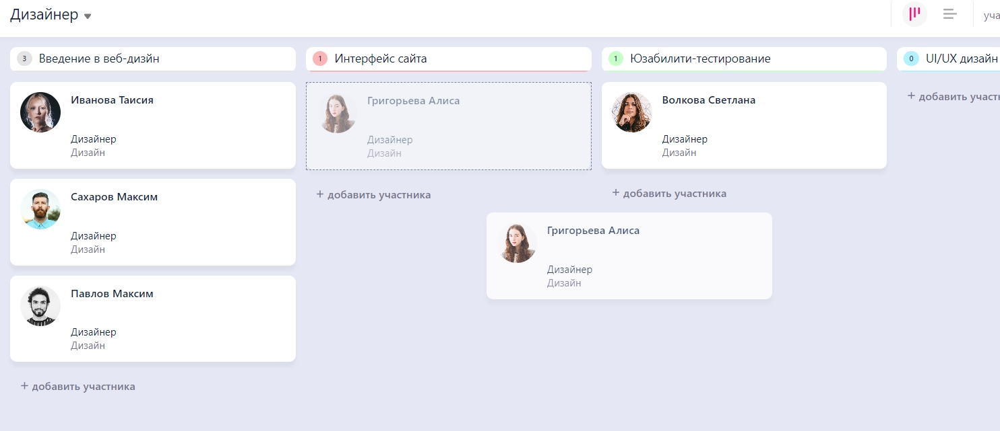 Дизайнер
уча
3 Введение в веб-дизйн
1 Интерфейс сайта
1 Юзабилити-тестирование
0 UI/UX дизайн
Иванова Таисия
Дизайнер
Дизайн
Сахаров Максим
Дизайнер
Дизайн
Павлов Максим
Дизайнер
Дизайн
+ добавить участника
Григорьева Алиса
Дизайнер
Дизайн
+ добавить участника
Волкова Светлана
Дизайнер
Дизайн
+ добавить участника
Григорьева Алиса
Дизайнер
Дизайн
+ добавить участ